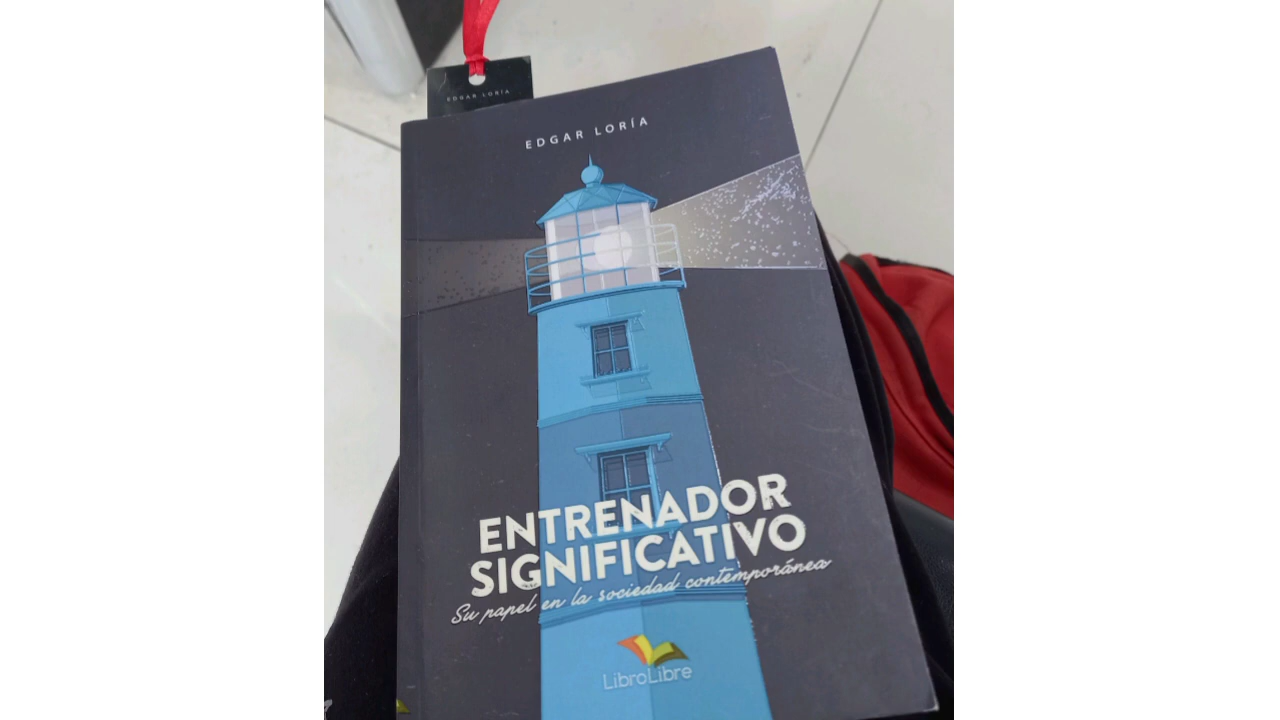 EDGAR LORÍA
EDGAR LORÍA
ENTRENADOR
SIGNIFICATIVO
Su papel en la sociedad contemporánea
LibroLibre